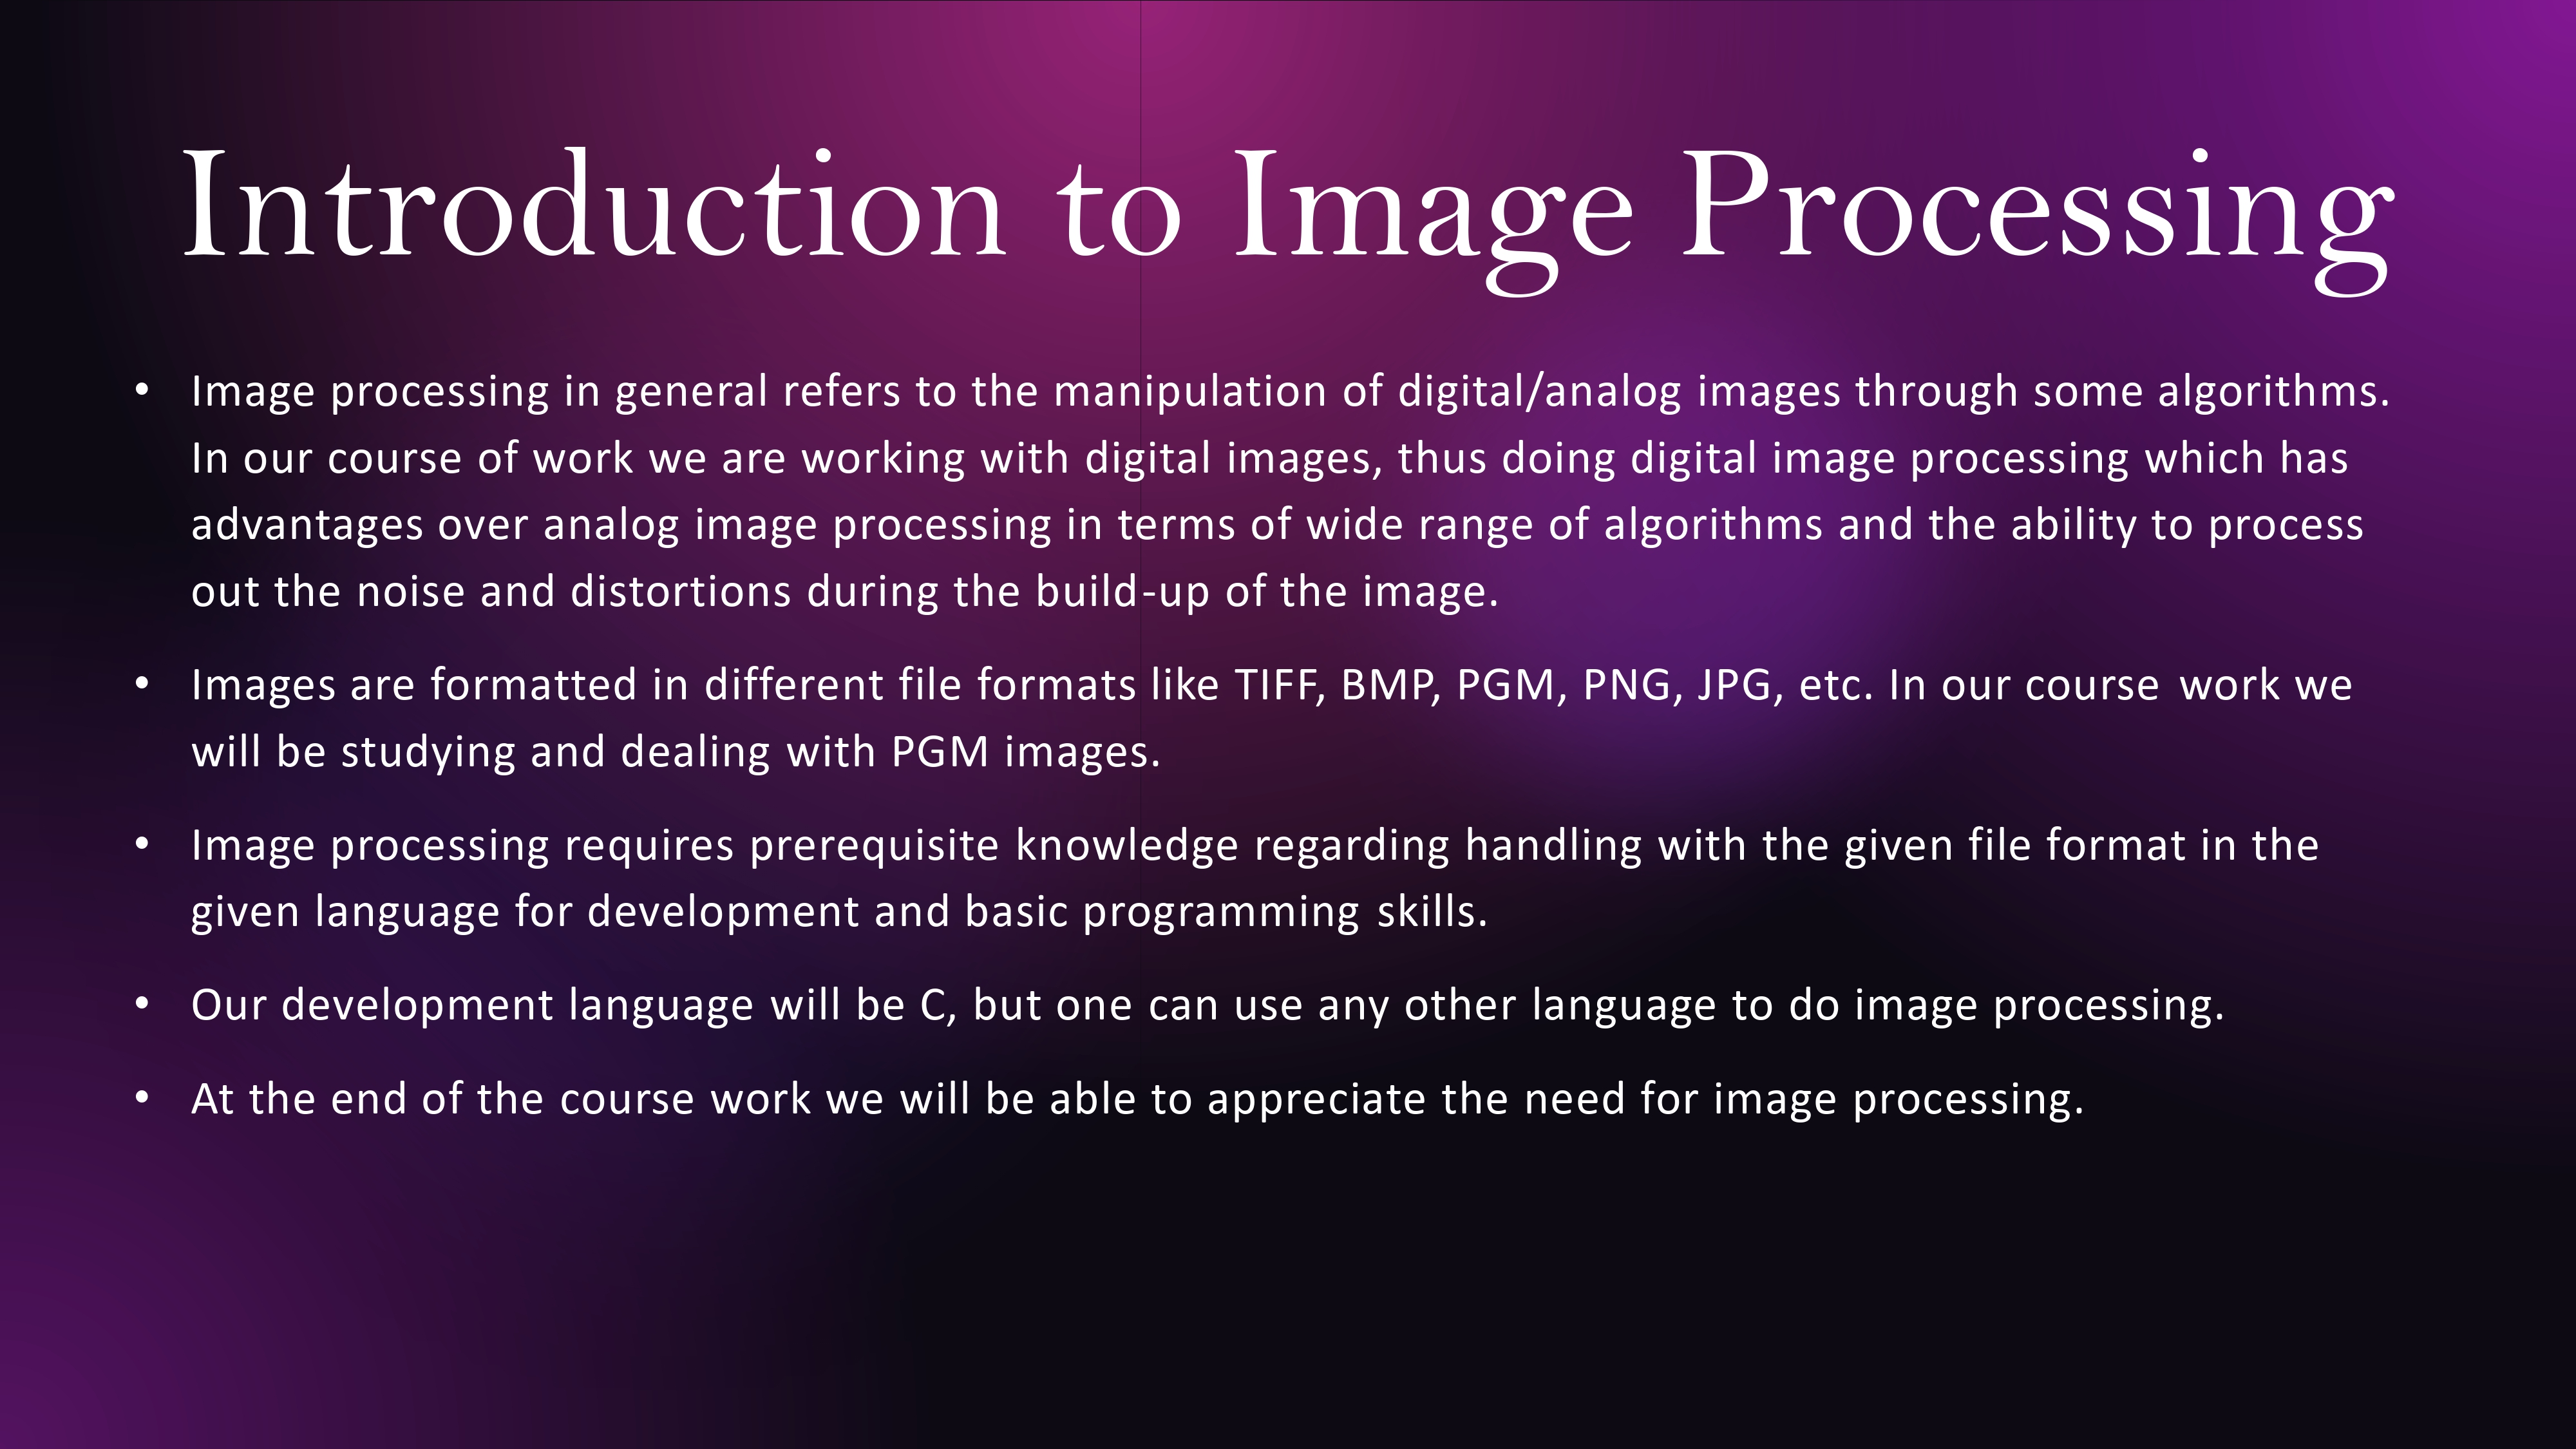 Introduction to Image Processing
• Image processing in general refers to the manipulation of digital/analog images through some algorithms.
In our course of work we are working with digital images, thus doing digital image processing which has
advantages over analog image processing in terms of wide range of algorithms and the ability to process
out the noise and distortions during the build-up of the image.
• Images are formatted in different file formats like TIFF, BMP, PGM, PNG, JPG, etc. In our course work we
will be studying and dealing with PGM images.
• Image processing requires prerequisite knowledge regarding handling with the given file format in the
given language for development and basic programming skills.
• Our development language will be C, but one can use any other language to do image processing.
• At the end of the course work we will be able to appreciate the need for image processing.